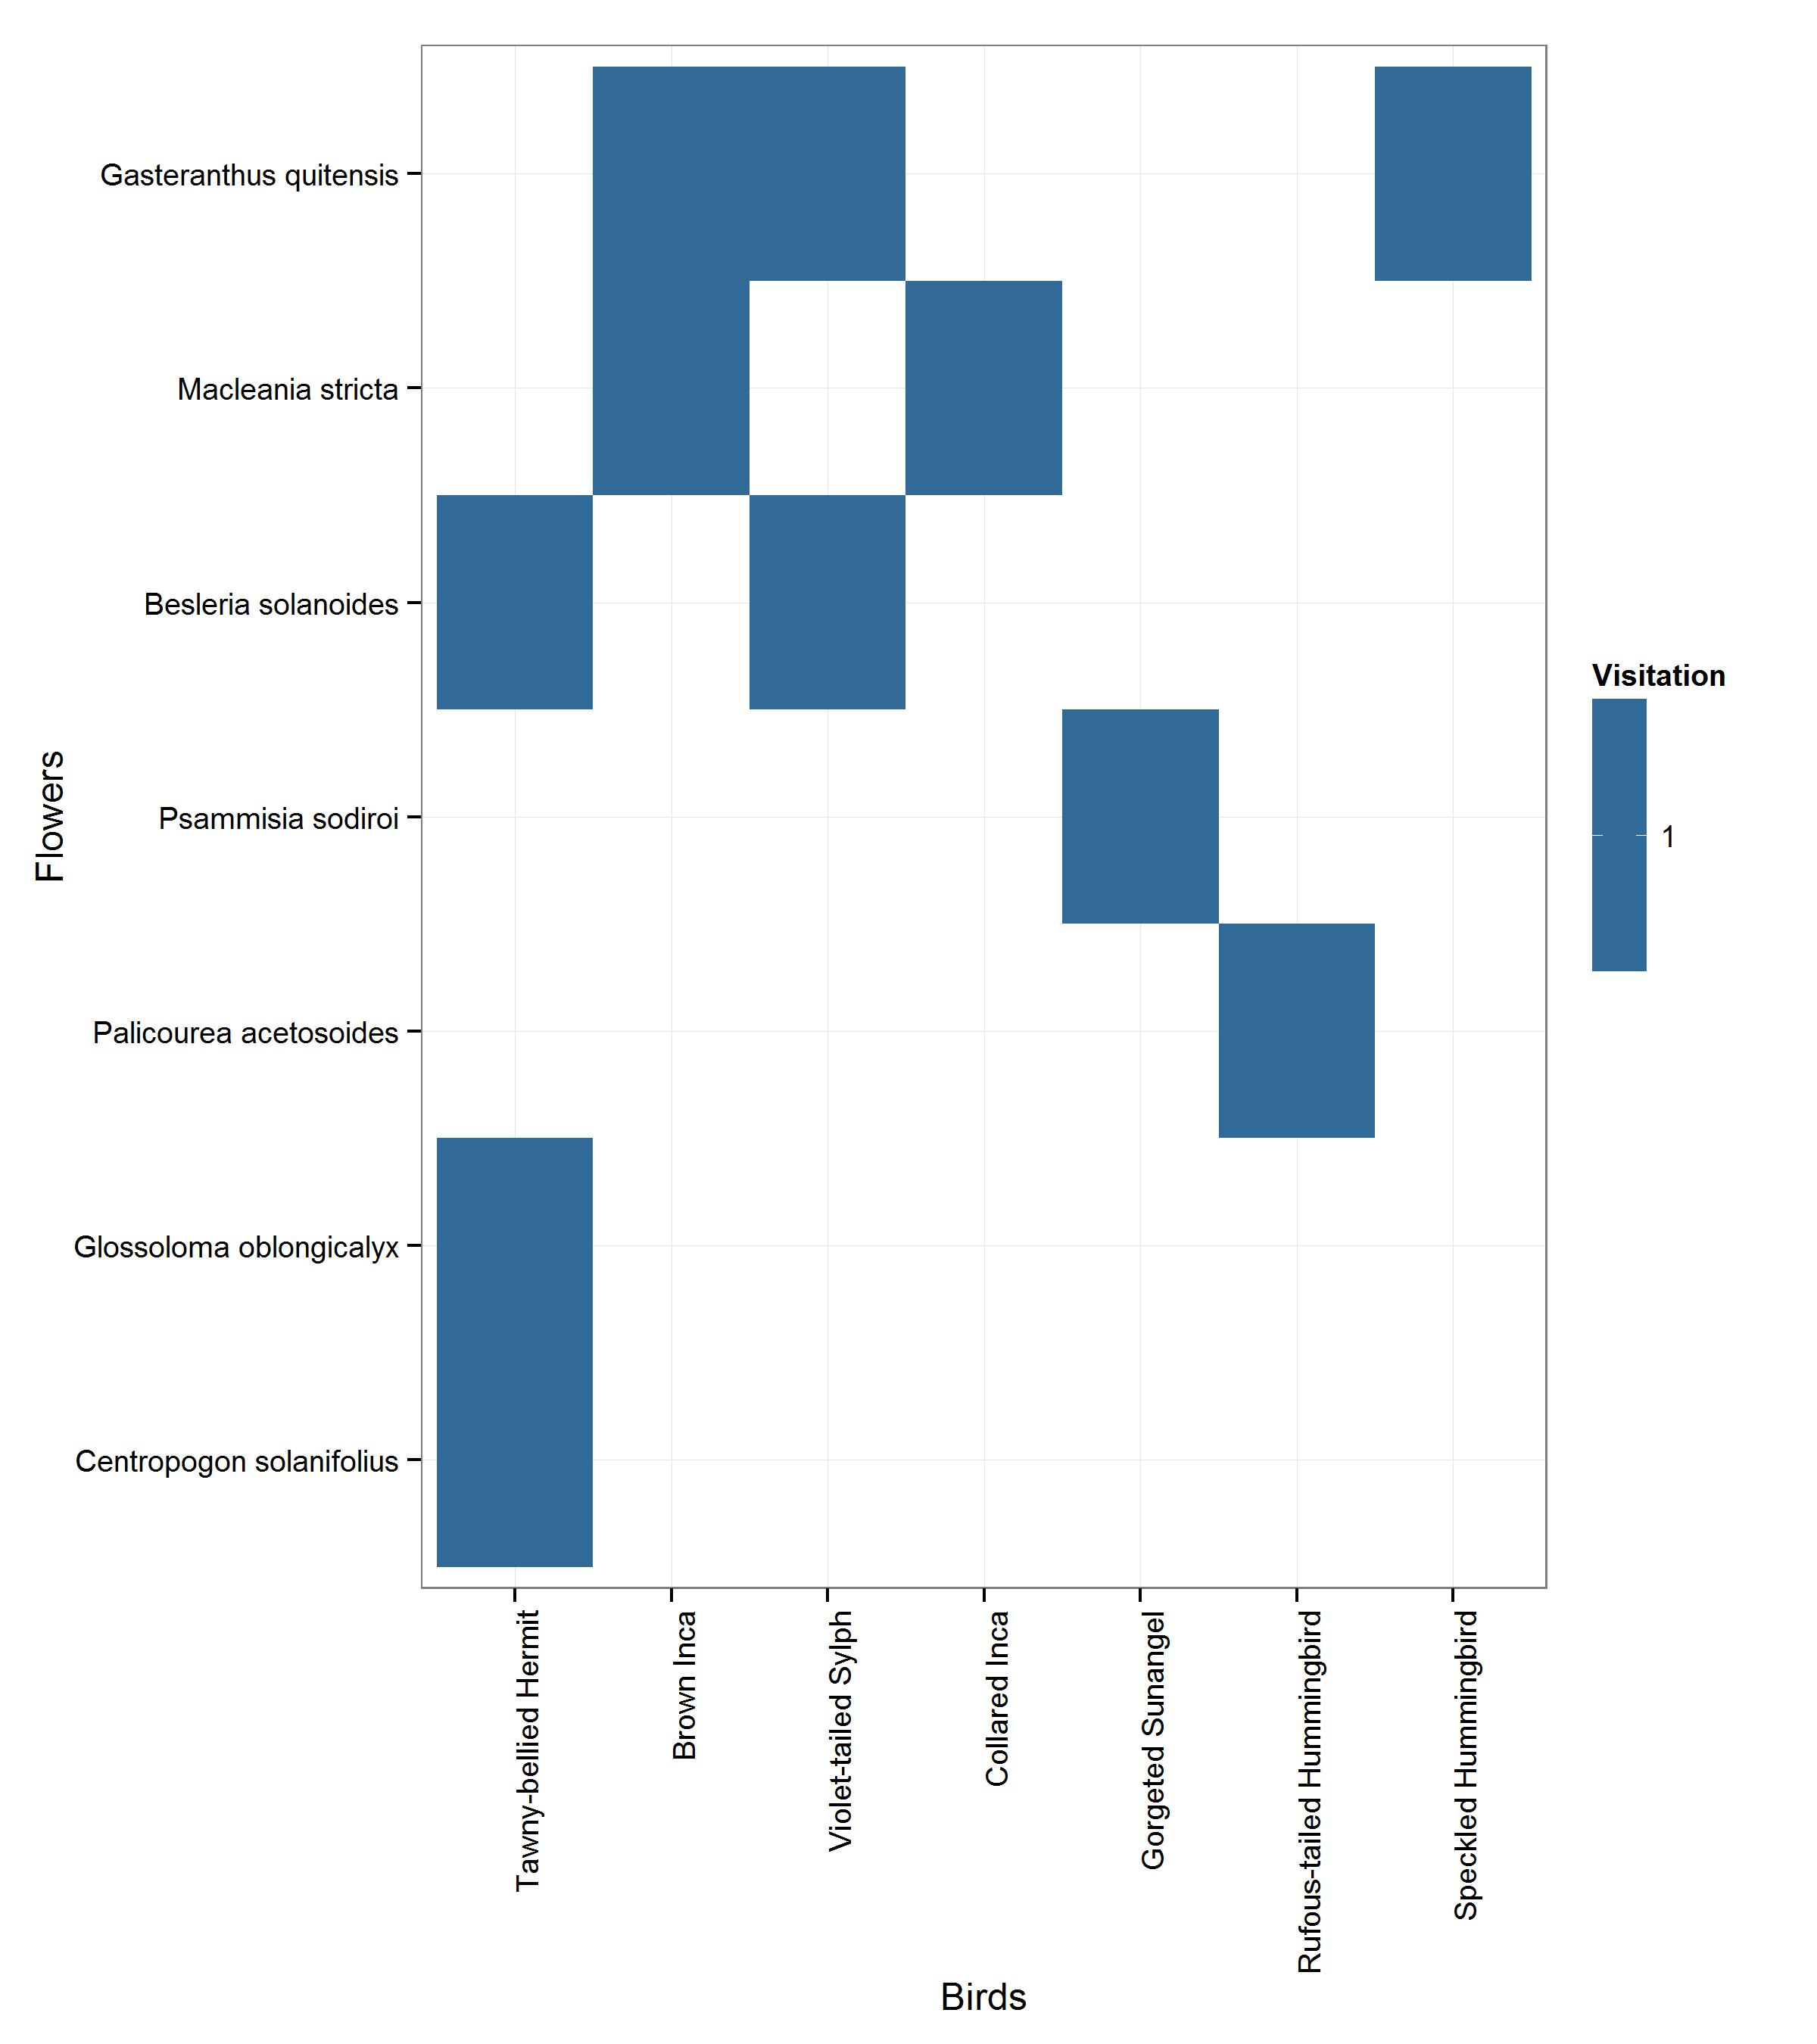 Gasteranthus quitensis
Macleania stricta
Besleria solanoides
Psammisia sodiroi
Palicourea acetosoides
Glossoloma oblongicalyx
Centropogon solanifolius
Flowers
Visitation
1
Tawny-bellied Hermit
Brown Inca
Violet-tailed Sylph
Collared Inca
Gorgeted Sunangel
Rufous-tailed Hummingbird
Speckled Hummingbird
Birds